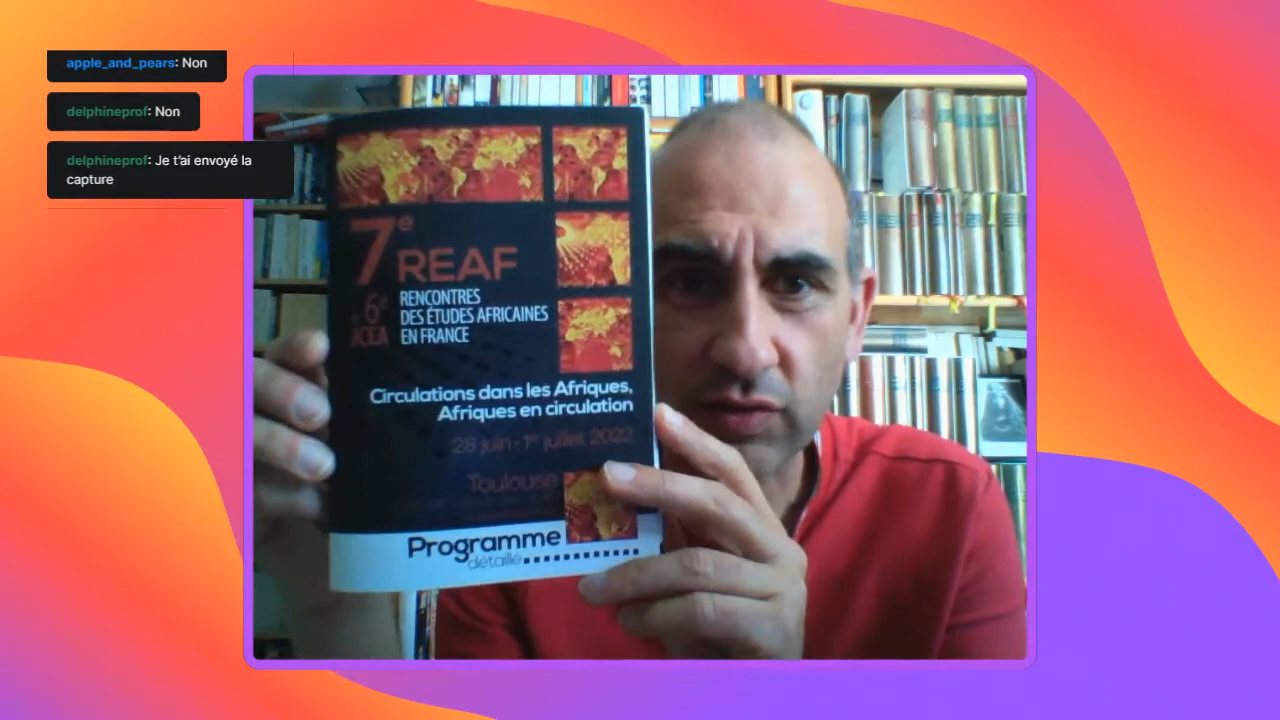 apple_and_pears: Non
delphineprof: Non
delphineprof: Je t'ai envoyé la
capture
7e
REAF
6e
JCEA
RENCONTRES
DES ÉTUDES AFRICAINES
EN FRANCE
Circulations dans les Afriques,
Afriques en circulation
28 juin - 1er juillet 2022
Toulouse
Programme
détaillé